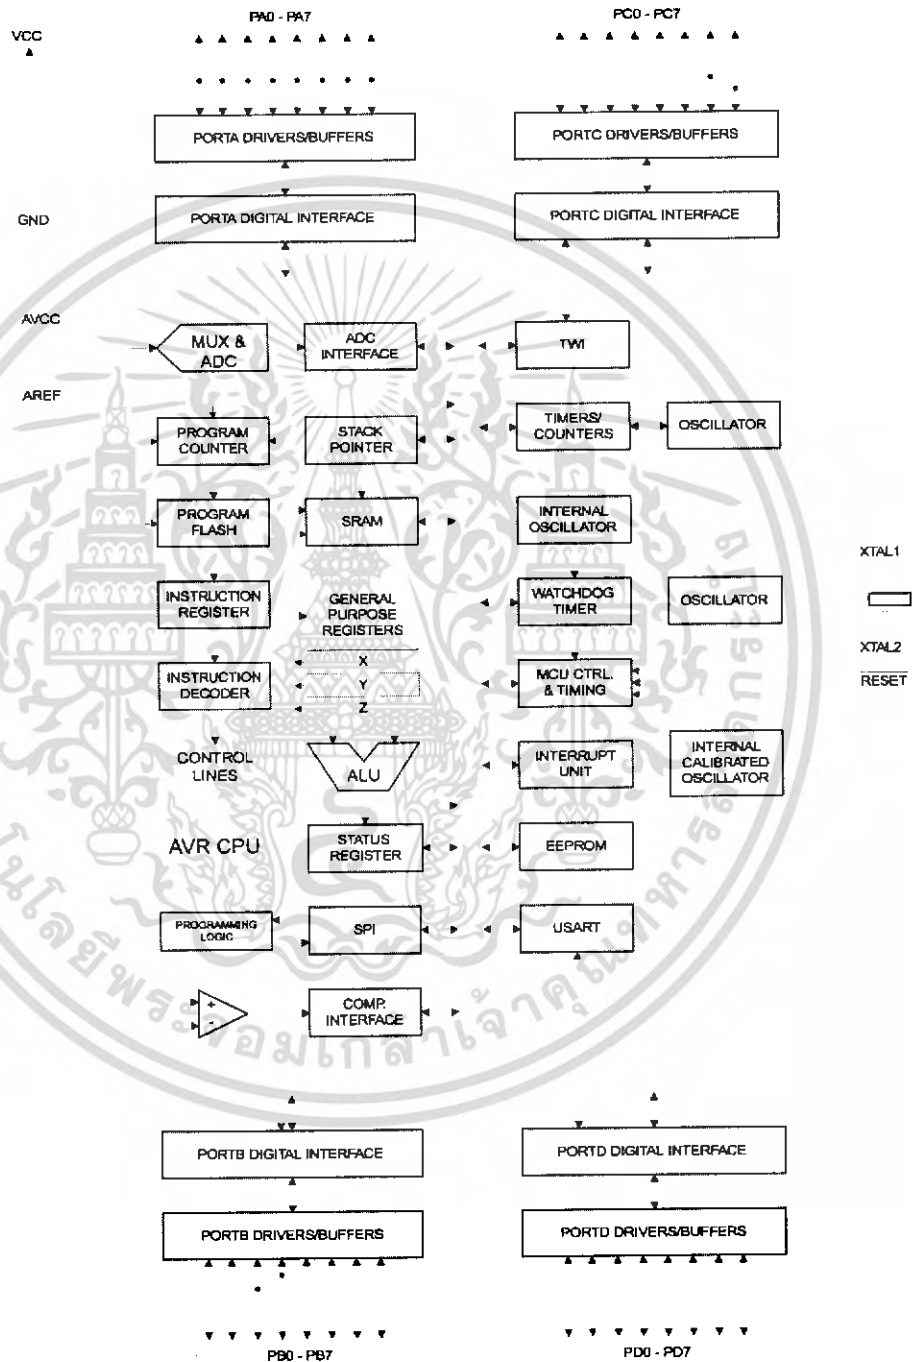 PA0 - PA7
PC0 - PC7
VCC
PORTA DRIVERS/BUFFERS
PORTC DRIVERS/BUFFERS
GND
PORTA DIGITAL INTERFACE
PORTC DIGITAL INTERFACE
AVCC
MUX &
ADC
ADC
INTERFACE
TWI
AREF
PROGRAM
COUNTER
STACK
POINTER
TIMERS/
COUNTERS
OSCILLATOR
PROGRAM
FLASH
SRAM
INTERNAL
OSCILLATOR
XTAL1
INSTRUCTION
REGISTER
GENERAL
PURPOSE
REGISTERS
WATCHDOG
TIMER
OSCILLATOR
XTAL2
INSTRUCTION
DECODER
X
Y
Z
MCU CTRL.
& TIMING
RESET
CONTROL
LINES
ALU
INTERRUPT
UNIT
INTERNAL
CALIBRATED
OSCILLATOR
AVR CPU
STATUS
REGISTER
EEPROM
PROGRAMMING
LOGIC
SPI
USART
+
-
COMP.
INTERFACE
PORTB DIGITAL INTERFACE
PORTD DIGITAL INTERFACE
PORTB DRIVERS/BUFFERS
PORTD DRIVERS/BUFFERS
PB0 - PB7
PD0 - PD7